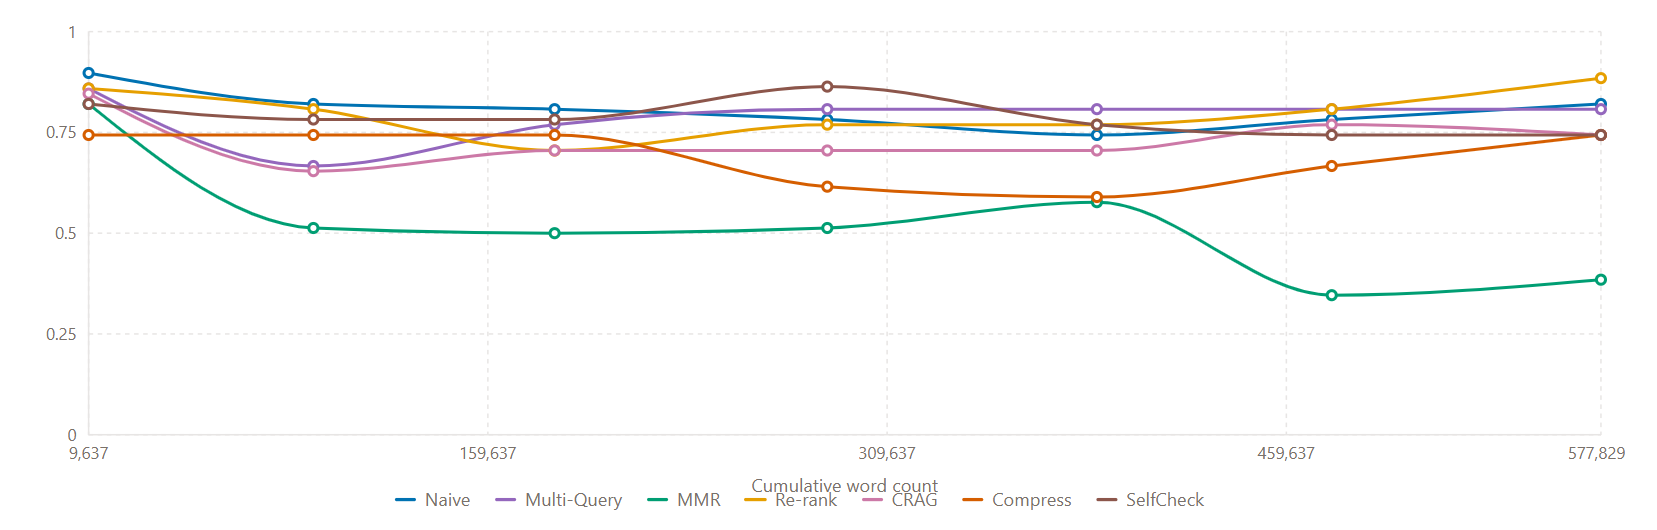 1
0.75
0.5
0.25
0
9,637 159,637 309,637 459,637 577,829
Cumulative word count
Naive Multi-Query MMR Re-rank CRAG Compress SelfCheck